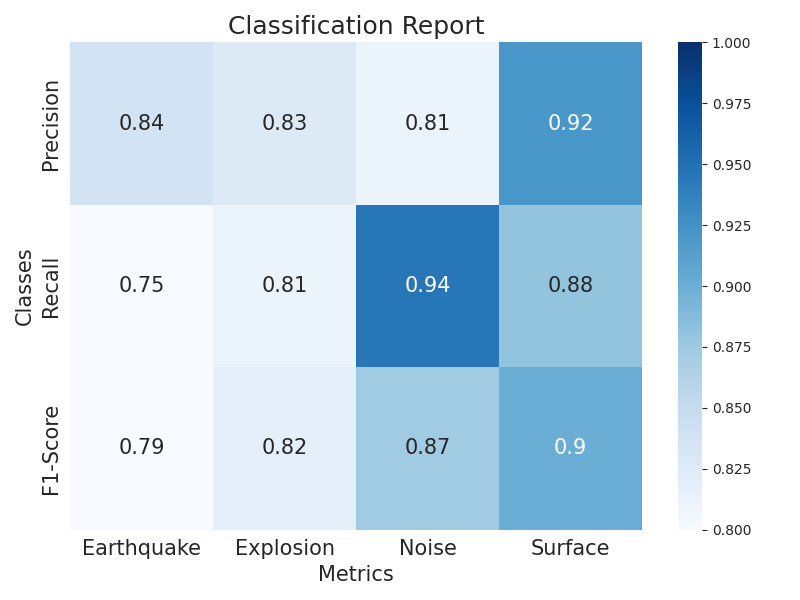 Classification Report
Precision
0.84 0.83 0.81 0.92
Classes
Recall
0.75 0.81 0.94 0.88
F1-Score
0.79 0.82 0.87 0.9
Earthquake Explosion Noise Surface
Metrics
1.000
0.975
0.950
0.925
0.900
0.875
0.850
0.825
0.800